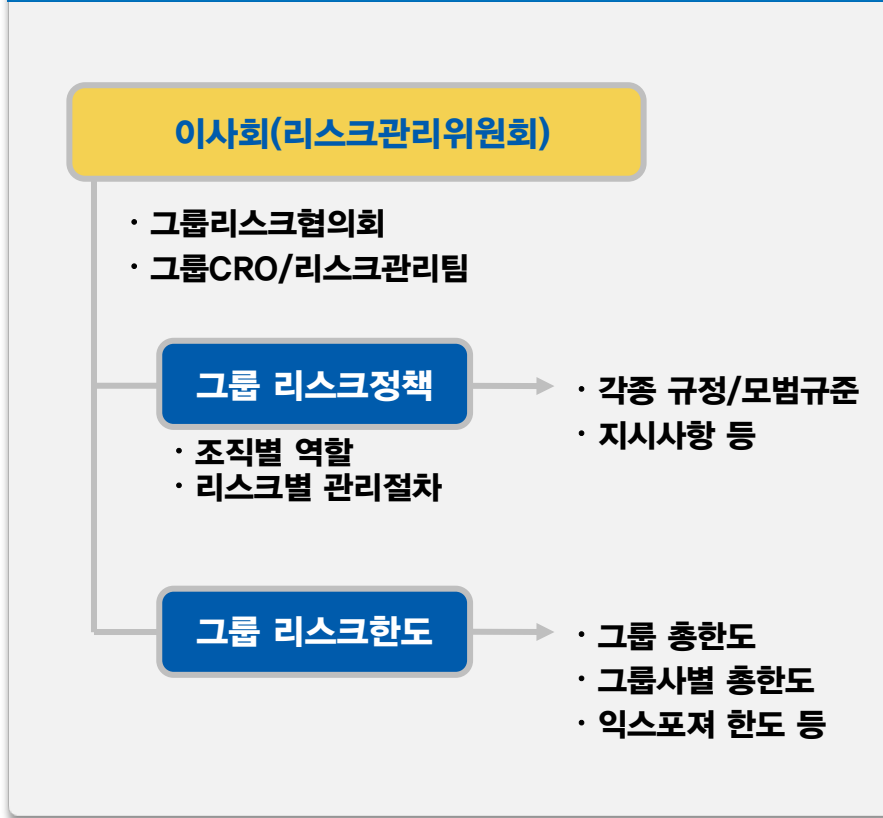 이사회(리스크관리위원회)
· 그룹리스크협의회
· 그룹CRO/리스크관리팀
그룹 리스크정책
· 각종 규정/모범규준
· 지시사항 등
· 조직별 역할
· 리스크별 관리절차
그룹 리스크한도
· 그룹 총한도
· 그룹사별 총한도
· 익스포져 한도 등